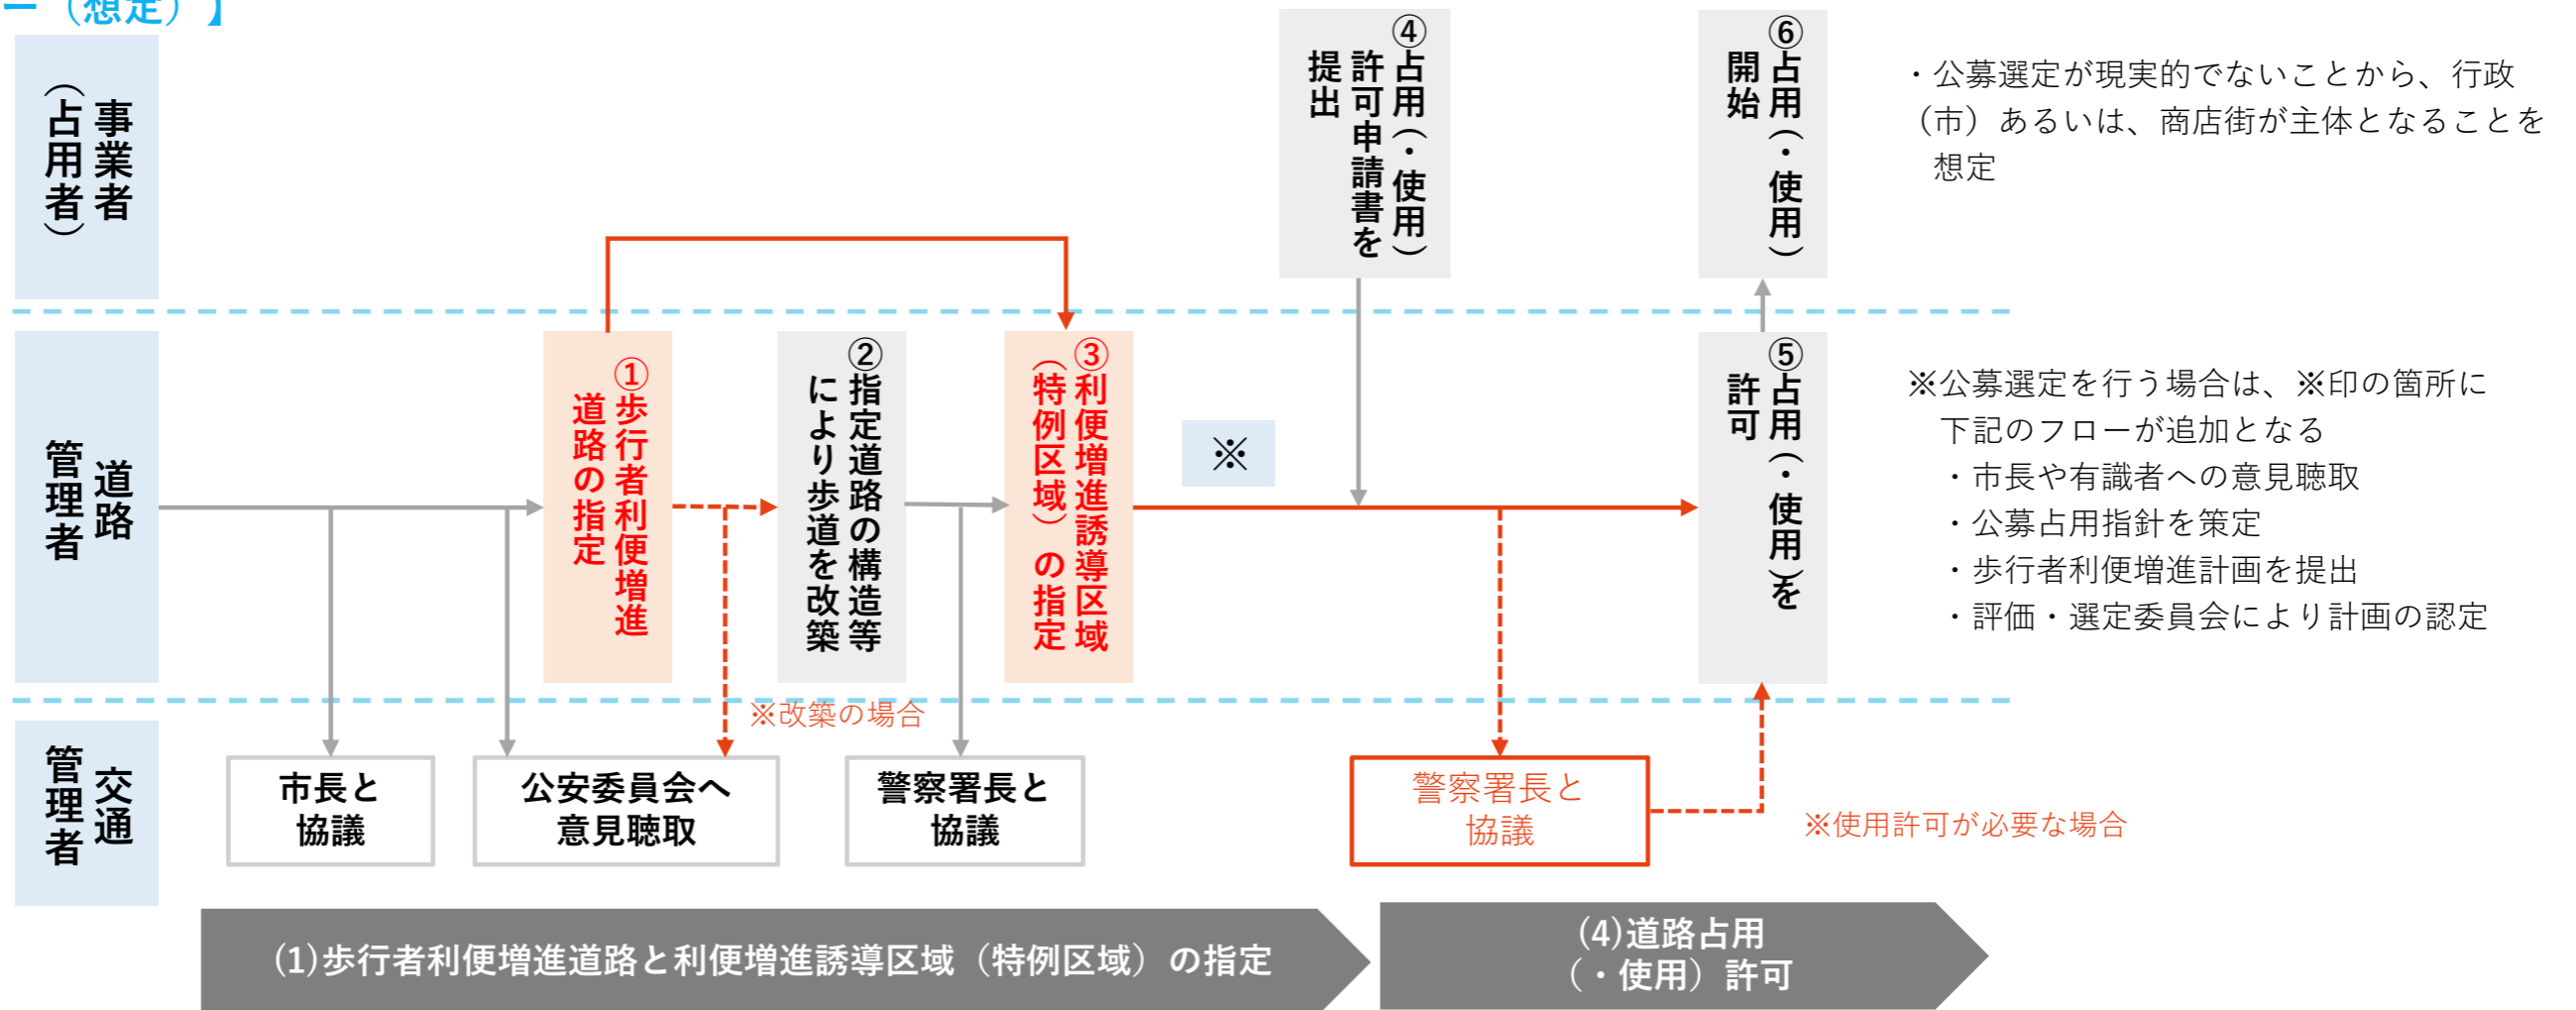 ー（想定）】
事業者
（占用者）
④占用（・使用）
許可申請書を
提出
⑥占用（・使用）
開始
・公募選定が現実的でないことから、行政
（市）あるいは、商店街が主体となることを
想定
道路
管理者
①歩行者利便増進
道路の指定
②指定道路の構造等
により歩道を改築
③利便増進誘導区域
（特例区域）の指定
※
⑤占用（・使用）を
許可
※公募選定を行う場合は、※印の箇所に
下記のフローが追加となる
・市長や有識者への意見聴取
・公募占用指針を策定
・歩行者利便増進計画を提出
・評価・選定委員会により計画の認定
交通
管理者
※改築の場合
市長と
協議
公安委員会へ
意見聴取
警察署長と
協議
警察署長と
協議
※使用許可が必要な場合
(1)歩行者利便増進道路と利便増進誘導区域（特例区域）の指定
(4)道路占用
（・使用）許可